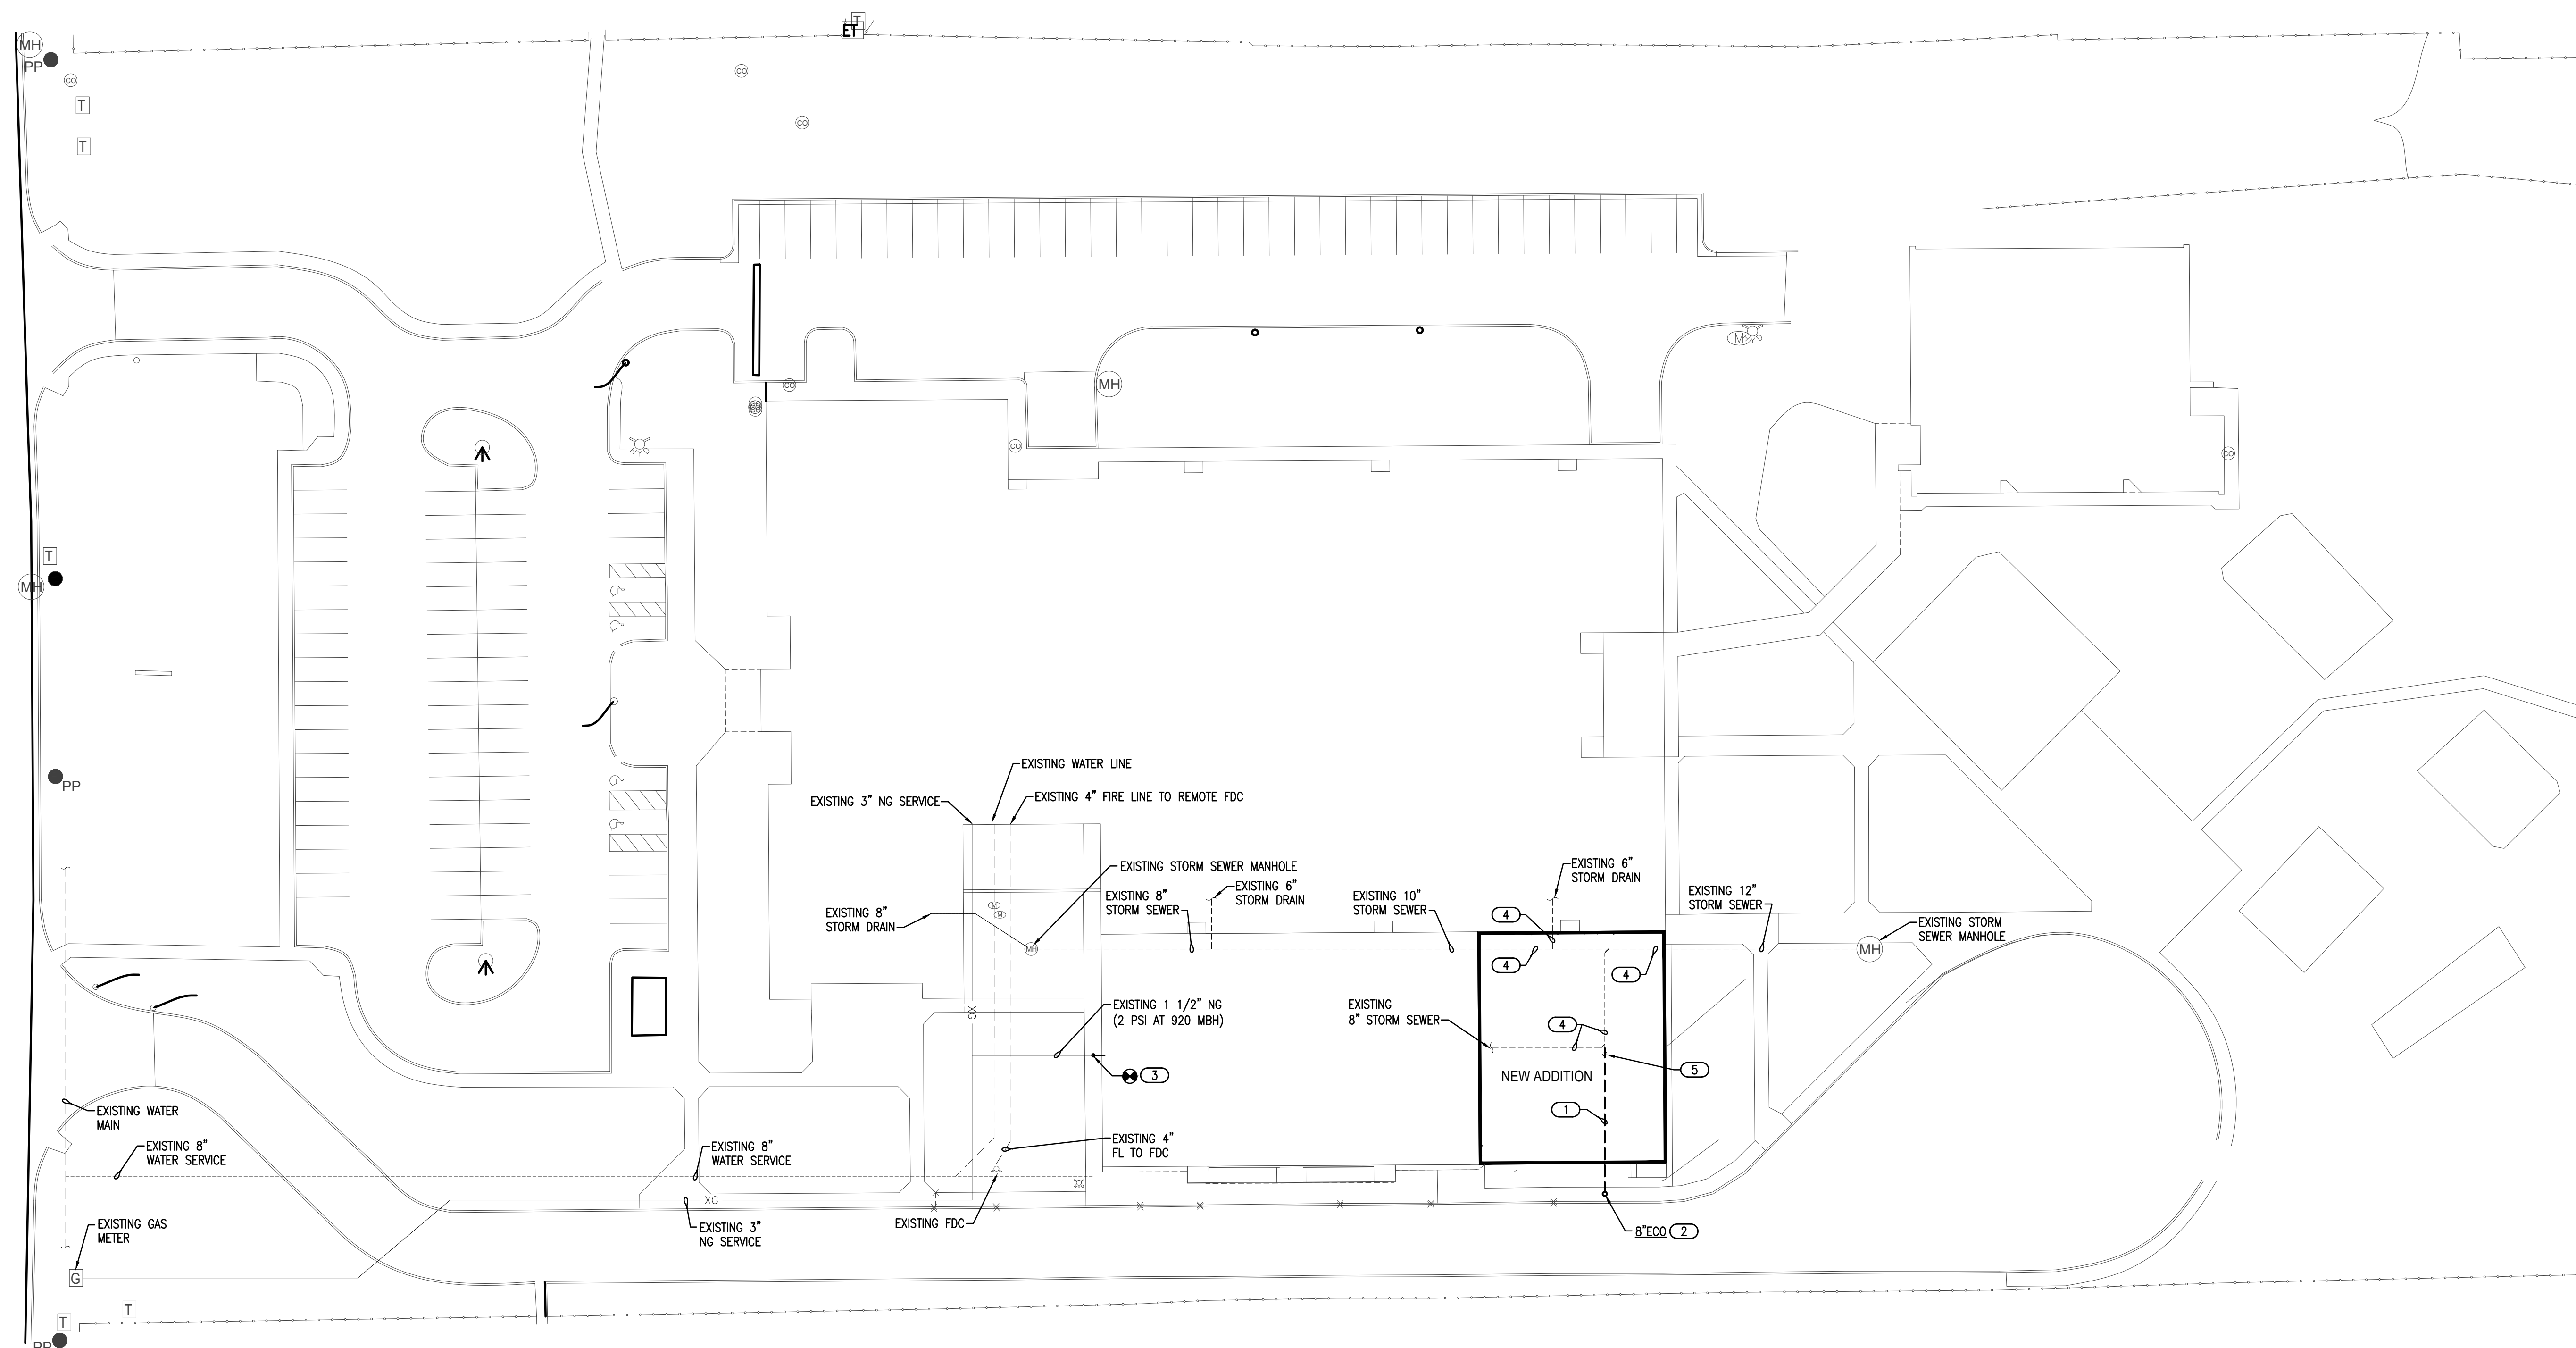 T
ET
MH
PP
CO
CO
T
CO
T
M
CO
MH
CO
CO
T
MH
PP
EXISTING WATER LINE
EXISTING 3" NG SERVICE
EXISTING 4" FIRE LINE TO REMOTE FDC
EXISTING STORM SEWER MANHOLE
EXISTING 8"
STORM DRAIN
EXISTING 8"
STORM SEWER
EXISTING 6"
STORM DRAIN
EXISTING 10"
STORM SEWER
EXISTING 6"
STORM DRAIN
EXISTING 12"
STORM SEWER
EXISTING STORM
SEWER MANHOLE
M
M
MH
MH
4
4
4
XG
EXISTING 1 1/2" NG
(2 PSI AT 920 MBH)
3
EXISTING
8" STORM SEWER
4
5
NEW ADDITION
1
EXISTING WATER
MAIN
EXISTING 8"
WATER SERVICE
EXISTING 8"
WATER SERVICE
EXISTING 4"
FL TO FDC
XG
EXISTING GAS
METER
EXISTING 3"
NG SERVICE
EXISTING FDC
8"ECO
2
G
T
T
PP